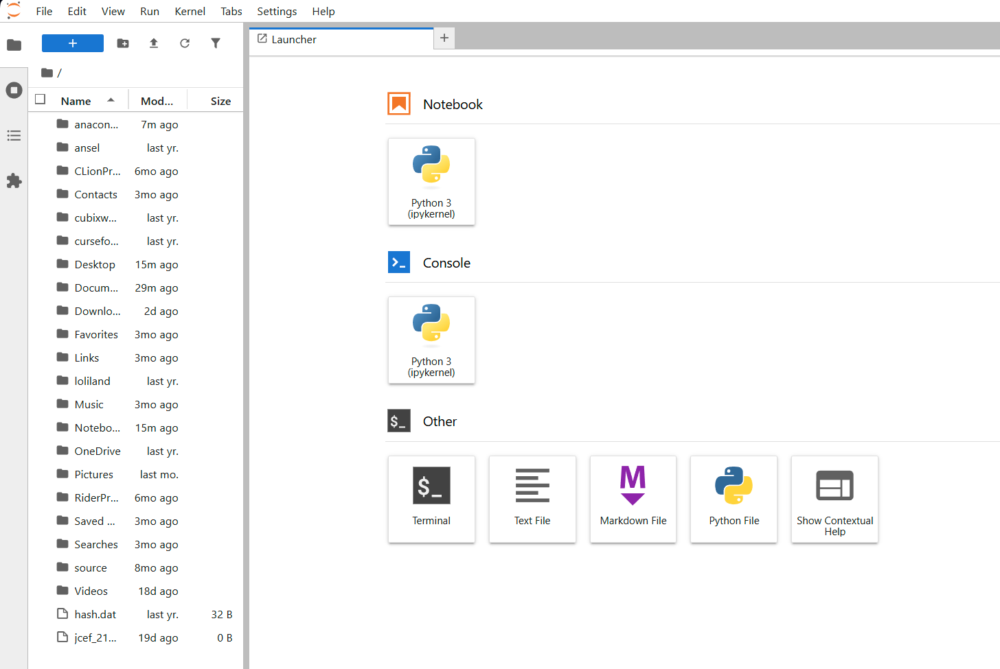 File Edit View Run Kernel Tabs Settings Help
+
Launcher
+
/
Name Mod... Size
anacon... 7m ago
ansel last yr.
CLionPr... 6mo ago
Contacts 3mo ago
cubixw... last yr.
cursefo... last yr.
Desktop 15m ago
Docum... 29m ago
Downlo... 2d ago
Favorites 3mo ago
Links 3mo ago
loliland last yr.
Music 3mo ago
Notebo... 15m ago
OneDrive last yr.
Pictures last mo.
RiderPr... 6mo ago
Saved ... 3mo ago
Searches 3mo ago
source 8mo ago
Videos 18d ago
hash.dat last yr. 32 B
jcef_21... 19d ago 0 B
Notebook
Python 3
(ipykernel)
Console
Python 3
(ipykernel)
$_ Other
$_
Terminal
Text File
M
Markdown File
Python File
Show Contextual
Help